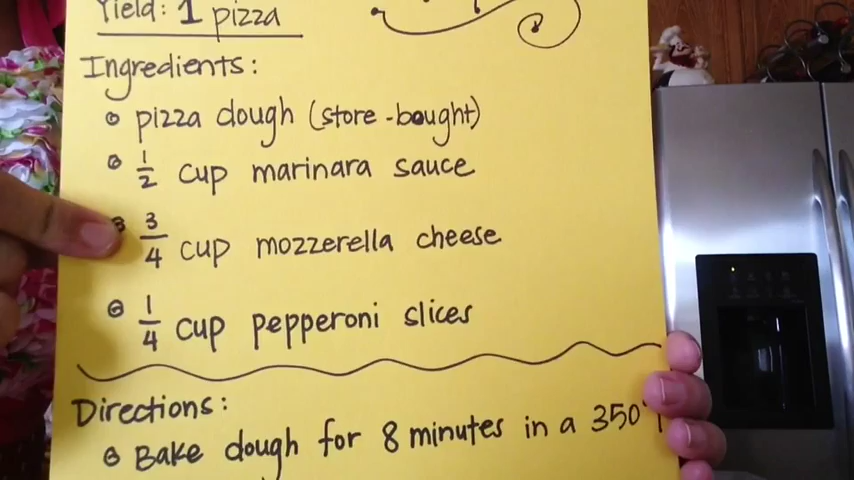 Yield: 1 pizza
Ingredients:
pizza dough (store-bought)
1/2 cup marinara sauce
3/4 cup mozzerella cheese
1/4 cup pepperoni slices
Directions:
Bake dough for 8 minutes in a 350°